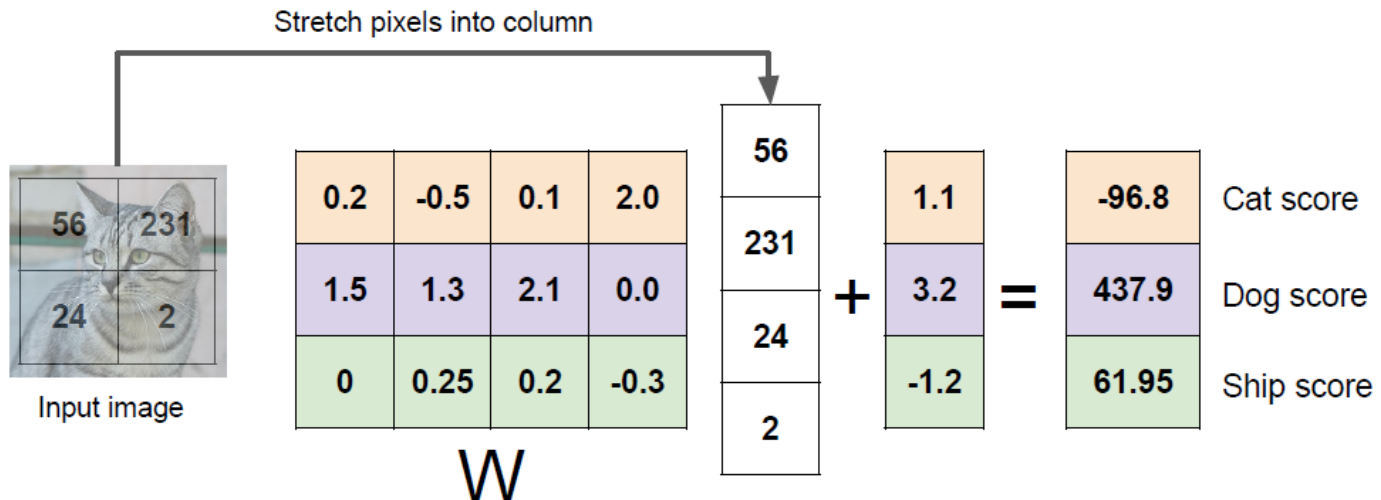 Stretch pixels into column
56 231
24 2
Input image
0.2 -0.5 0.1 2.0
1.5 1.3 2.1 0.0
0 0.25 0.2 -0.3
W
56
231
24
2
+
1.1
3.2
-1.2
=
-96.8 Cat score
437.9 Dog score
61.95 Ship score